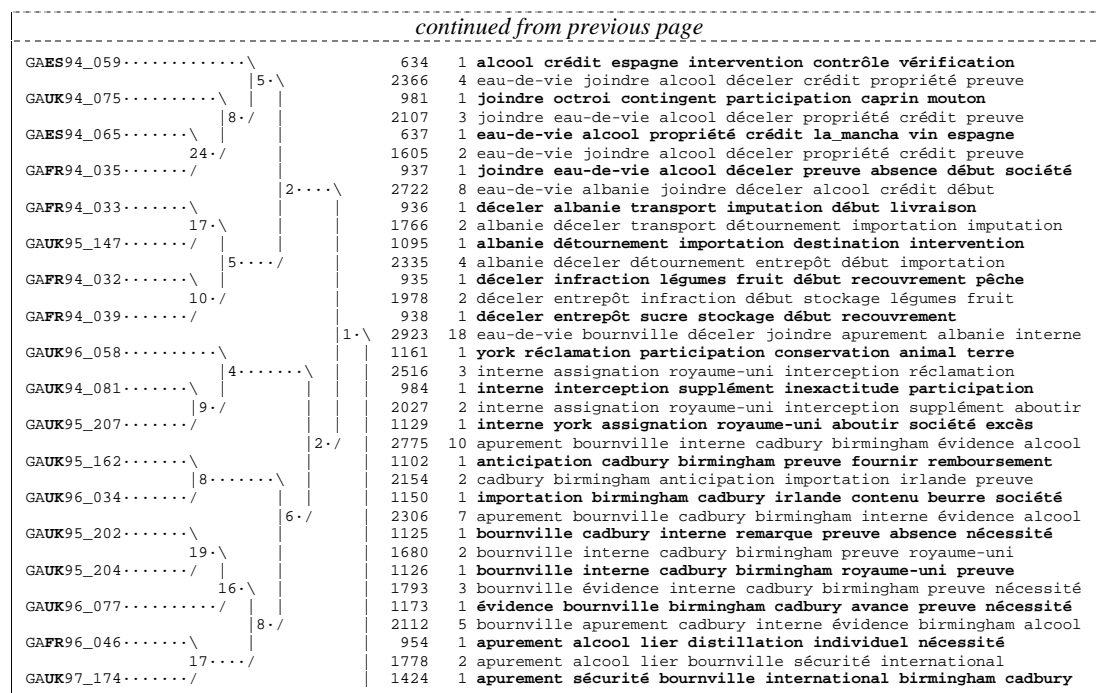 continued from previous page
GAES94_059·············\ 634 1 alcool crédit espagne intervention contrôle vérification
|5·\ 2366 4 eau-de-vie joindre alcool déceler crédit propriété preuve
GAUK94_075··········\ | | 981 1 joindre octroi contingent participation caprin mouton
|8·/ | 2107 3 joindre eau-de-vie alcool déceler propriété crédit preuve
GAES94_065·······\ | | 637 1 eau-de-vie alcool propriété crédit la_mancha vin espagne
24·/ | 1605 2 eau-de-vie joindre alcool déceler propriété crédit preuve
GAFR94_035·······/ | 937 1 joindre eau-de-vie alcool déceler preuve absence début société
|2····\ 2722 8 eau-de-vie albanie joindre déceler alcool crédit début
GAFR94_033·······\ | | 936 1 déceler albanie transport imputation début livraison
17·\ | | 1766 2 albanie déceler transport détournement importation imputation
GAUK95_147·······/ | | | 1095 1 albanie détournement importation destination intervention
|5····/ | 2335 4 albanie déceler détournement entrepôt début importation
GAFR94_032·······\ | | 935 1 déceler infraction légumes fruit début recouvrement pêche
10·/ | 1978 2 déceler entrepôt infraction début stockage légumes fruit
GAFR94_039·······/ | 938 1 déceler entrepôt sucre stockage début recouvrement
|1·\ 2923 18 eau-de-vie bournville déceler joindre apurement albanie interne
GAUK96_058··········\ | | 1161 1 york réclamation participation conservation animal terre
|4·······\ | | 2516 3 interne assignation royaume-uni interception réclamation
GAUK94_081·······\ | | | | 984 1 interne interception supplément inexactitude participation
|9·/ | | | 2027 2 interne assignation royaume-uni interception supplément aboutir
GAUK95_207·······/ | | | 1129 1 interne york assignation royaume-uni aboutir société excès
|2·/ | 2775 10 apurement bournville interne cadbury birmingham évidence alcool
GAUK95_162·······\ | | 1102 1 anticipation cadbury birmingham preuve fournir remboursement
|8·······\ | | 2154 2 cadbury birmingham anticipation importation irlande preuve
GAUK96_034·······/ | | | 1150 1 importation birmingham cadbury irlande contenu beurre société
|6·/ | 2306 7 apurement bournville cadbury birmingham interne évidence alcool
GAUK95_202·······\ | | 1125 1 bournville cadbury interne remarque preuve absence nécessité
19·\ | | 1680 2 bournville interne cadbury birmingham preuve royaume-uni
GAUK95_204·······/ | | | 1126 1 bournville interne cadbury birmingham royaume-uni preuve
16·\ | | 1793 3 bournville évidence interne cadbury birmingham preuve nécessité
GAUK96_077··········/ | | | 1173 1 évidence bournville birmingham cadbury avance preuve nécessité
|8·/ | 2112 5 bournville apurement cadbury interne évidence birmingham alcool
GAFR96_046·······\ | | 954 1 apurement alcool lier distillation individuel nécessité
17····/ | 1778 2 apurement alcool lier bournville sécurité international
GAUK97_174·······/ | 1424 1 apurement sécurité bournville international birmingham cadbury